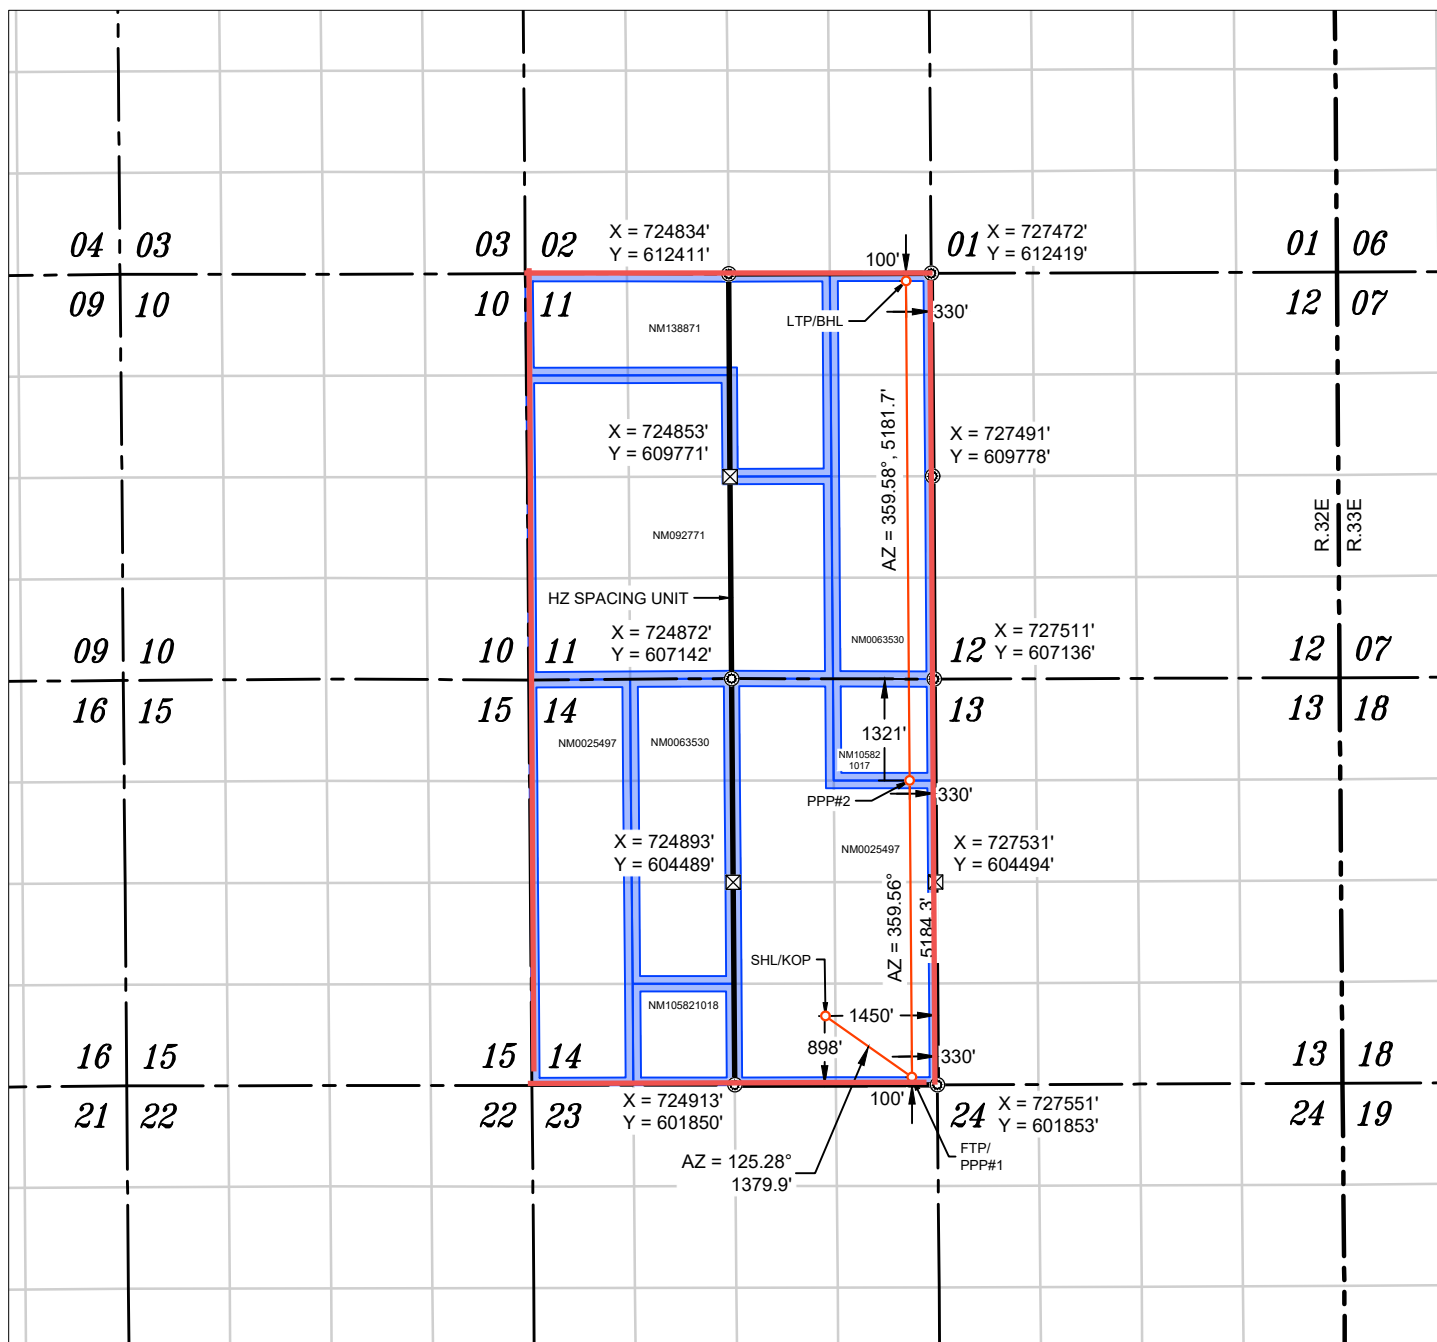 X = 724834'
Y = 612411'
X = 727472'
Y = 612419'
04 03
03 02
01
01 06
100'
09 10
10 11
12 07
LTP/BHL
330'
NM138871
AZ = 359.58°, 5181.7'
X = 724853'
Y = 609771'
X = 727491'
Y = 609778'
R.32E
R.33E
NM092771
HZ SPACING UNIT
X = 724872'
Y = 607142'
NM0063530
X = 727511'
Y = 607136'
09 10
10 11
12
12 07
16 15
15 14
13
13 18
NM0025497
NM0063530
1321'
NM10582
1017
PPP#2
330'
X = 724893'
Y = 604489'
NM0025497
X = 727531'
Y = 604494'
AZ = 359.56°
5184.3'
SHL/KOP
1450'
NM105821018
898'
330'
16 15
15 14
13 18
100'
21 22
22 23
24
24 19
X = 724913'
Y = 601850'
X = 727551'
Y = 601853'
FTP/
PPP#1
AZ = 125.28°
1379.9'